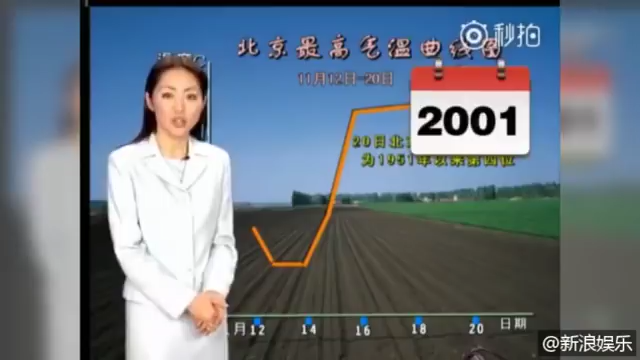 秒拍
北京最高气温曲线图
11月12日-20日
2001
20日北
为1951年以来第四位
月 12 14 16 18 20 日期
@新浪娱乐